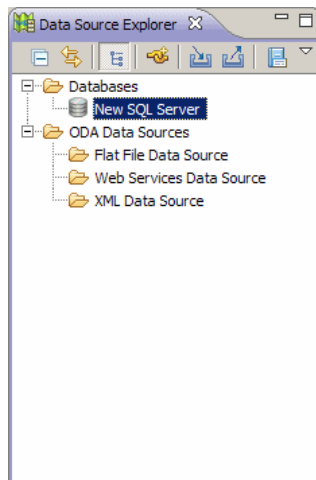 Data Source Explorer
Databases
New SQL Server
ODA Data Sources
Flat File Data Source
Web Services Data Source
XML Data Source